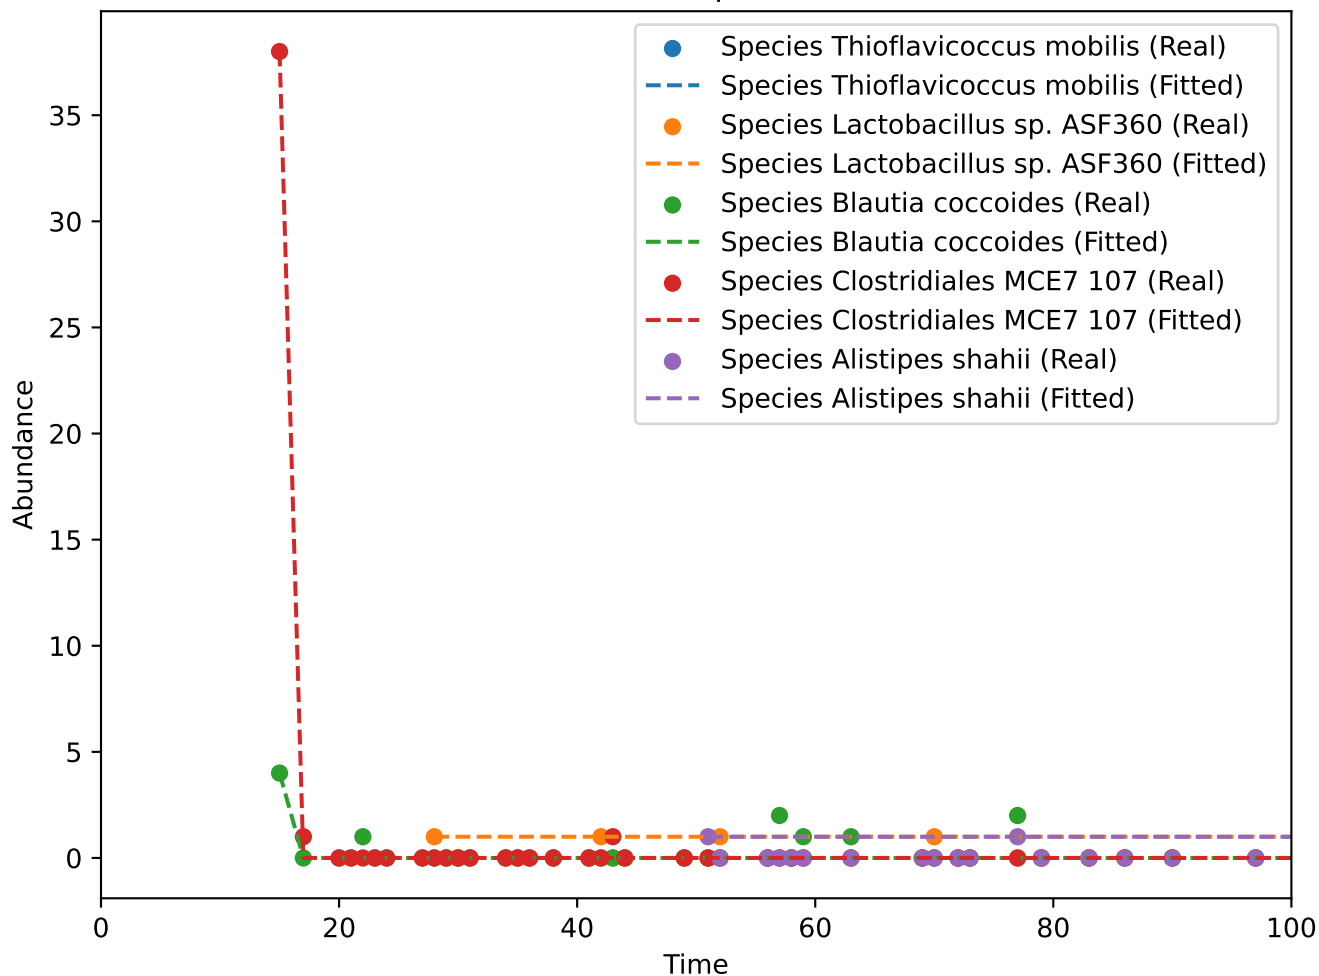 Species Thioflavicoccus mobilis (Real)
Species Thioflavicoccus mobilis (Fitted)
Species Lactobacillus sp. ASF360 (Real)
Species Lactobacillus sp. ASF360 (Fitted)
Species Blautia coccoides (Real)
Species Blautia coccoides (Fitted)
Species Clostridiales MCE7 107 (Real)
Species Clostridiales MCE7 107 (Fitted)
Species Alistipes shahii (Real)
Species Alistipes shahii (Fitted)
35
30
25
20
15
10
5
0
Abundance
0 20 40 60 80 100
Time